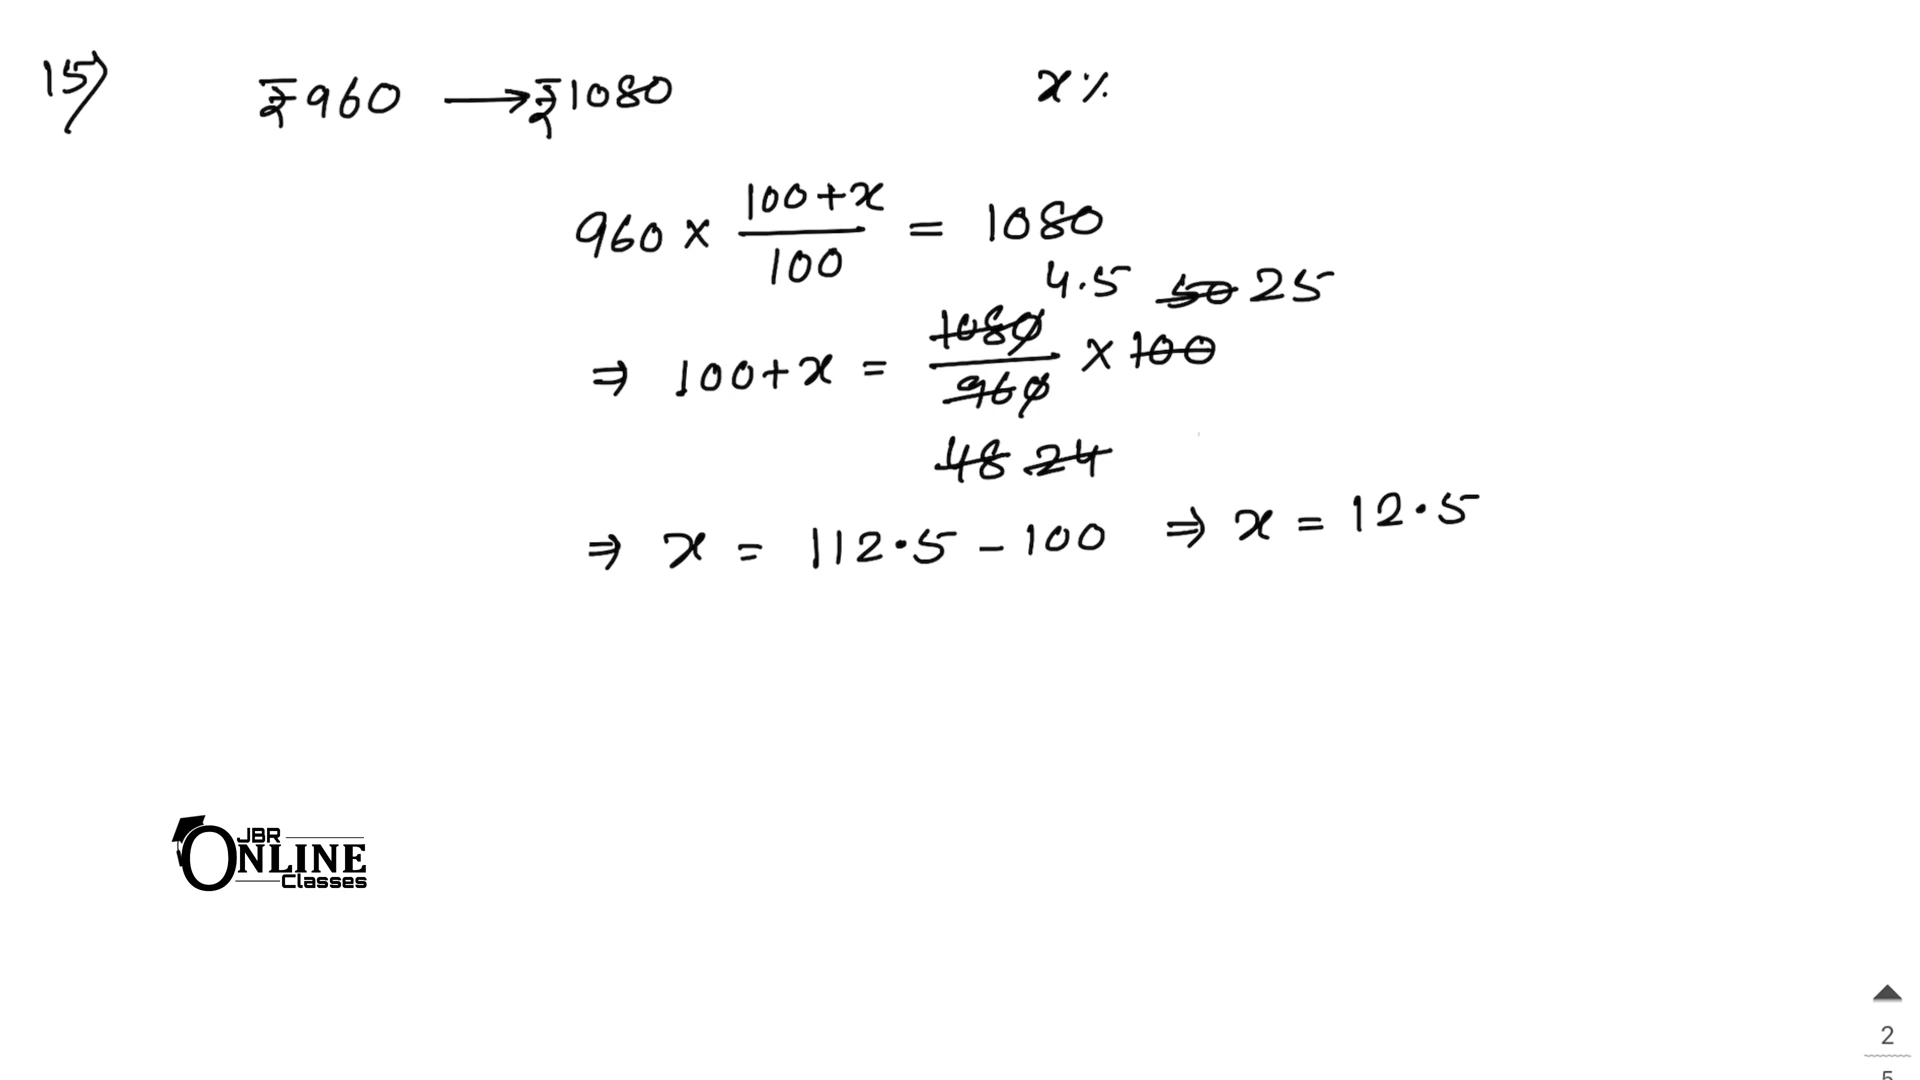 15) ₹960 → ₹1080 x%
960 × (100+x)/100 = 1080
4.5 50 25
⇒ 100+x = 1080/960 × 100
48 24
⇒ x = 112.5 - 100 ⇒ x = 12.5
JBR
ONLINE
Classes
2
5